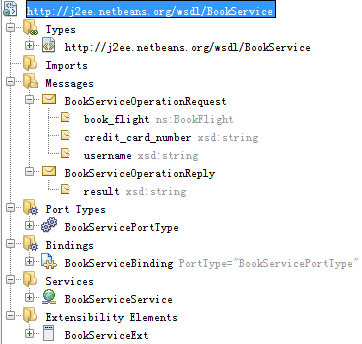 http://j2ee.netbeans.org/wsdl/BookService
Types
http://j2ee.netbeans.org/wsdl/BookService
Imports
Messages
BookServiceOperationRequest
book_flight ns:BookFlight
credit_card_number xsd:string
username xsd:string
BookServiceOperationReply
result xsd:string
Port Types
BookServicePortType
Bindings
BookServiceBinding PortType="BookServicePortType"
Services
BookServiceService
Extensibility Elements
BookServiceExt